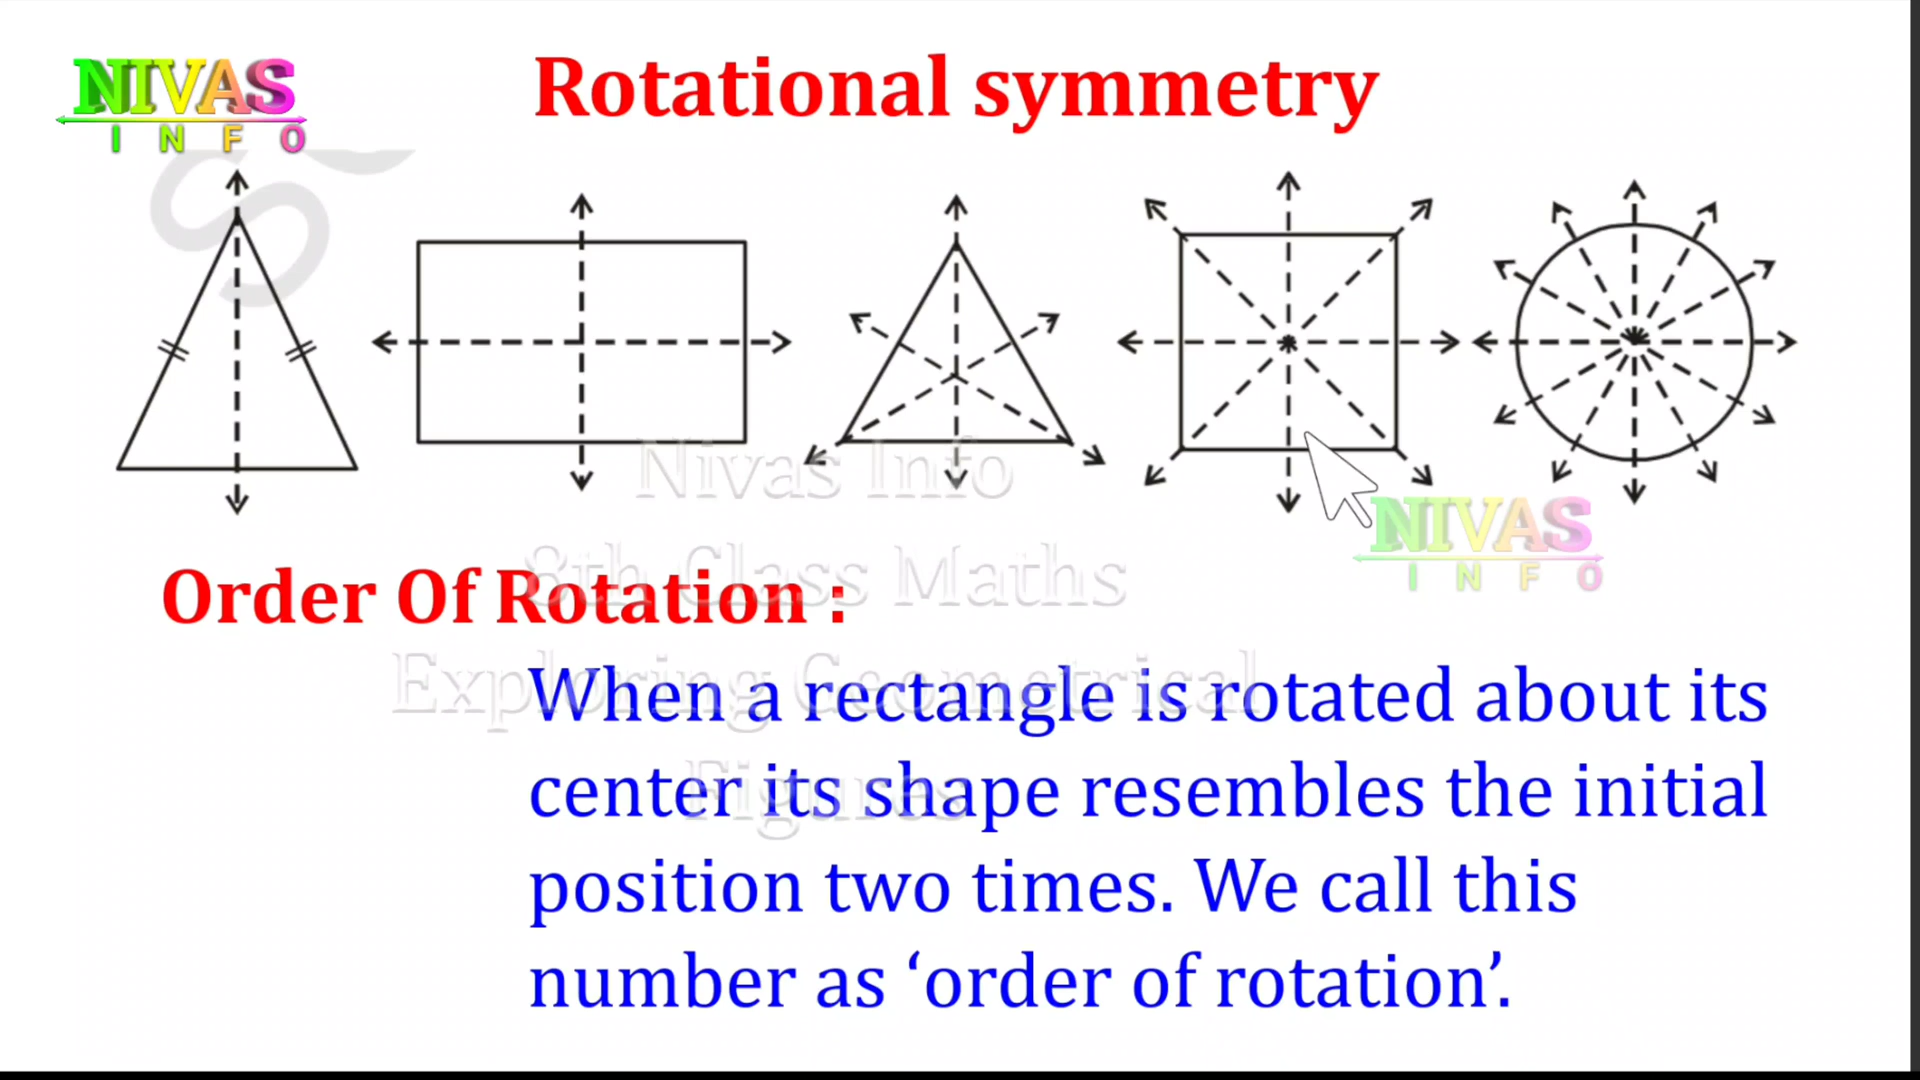 NIVAS
INFO
Rotational symmetry
Nivas Info
NIVAS
INFO
8th Class Maths
Order Of Rotation :
Exploring Geometrical
When a rectangle is rotated about its
Figures
center its shape resembles the initial
position two times. We call this
number as ‘order of rotation’.